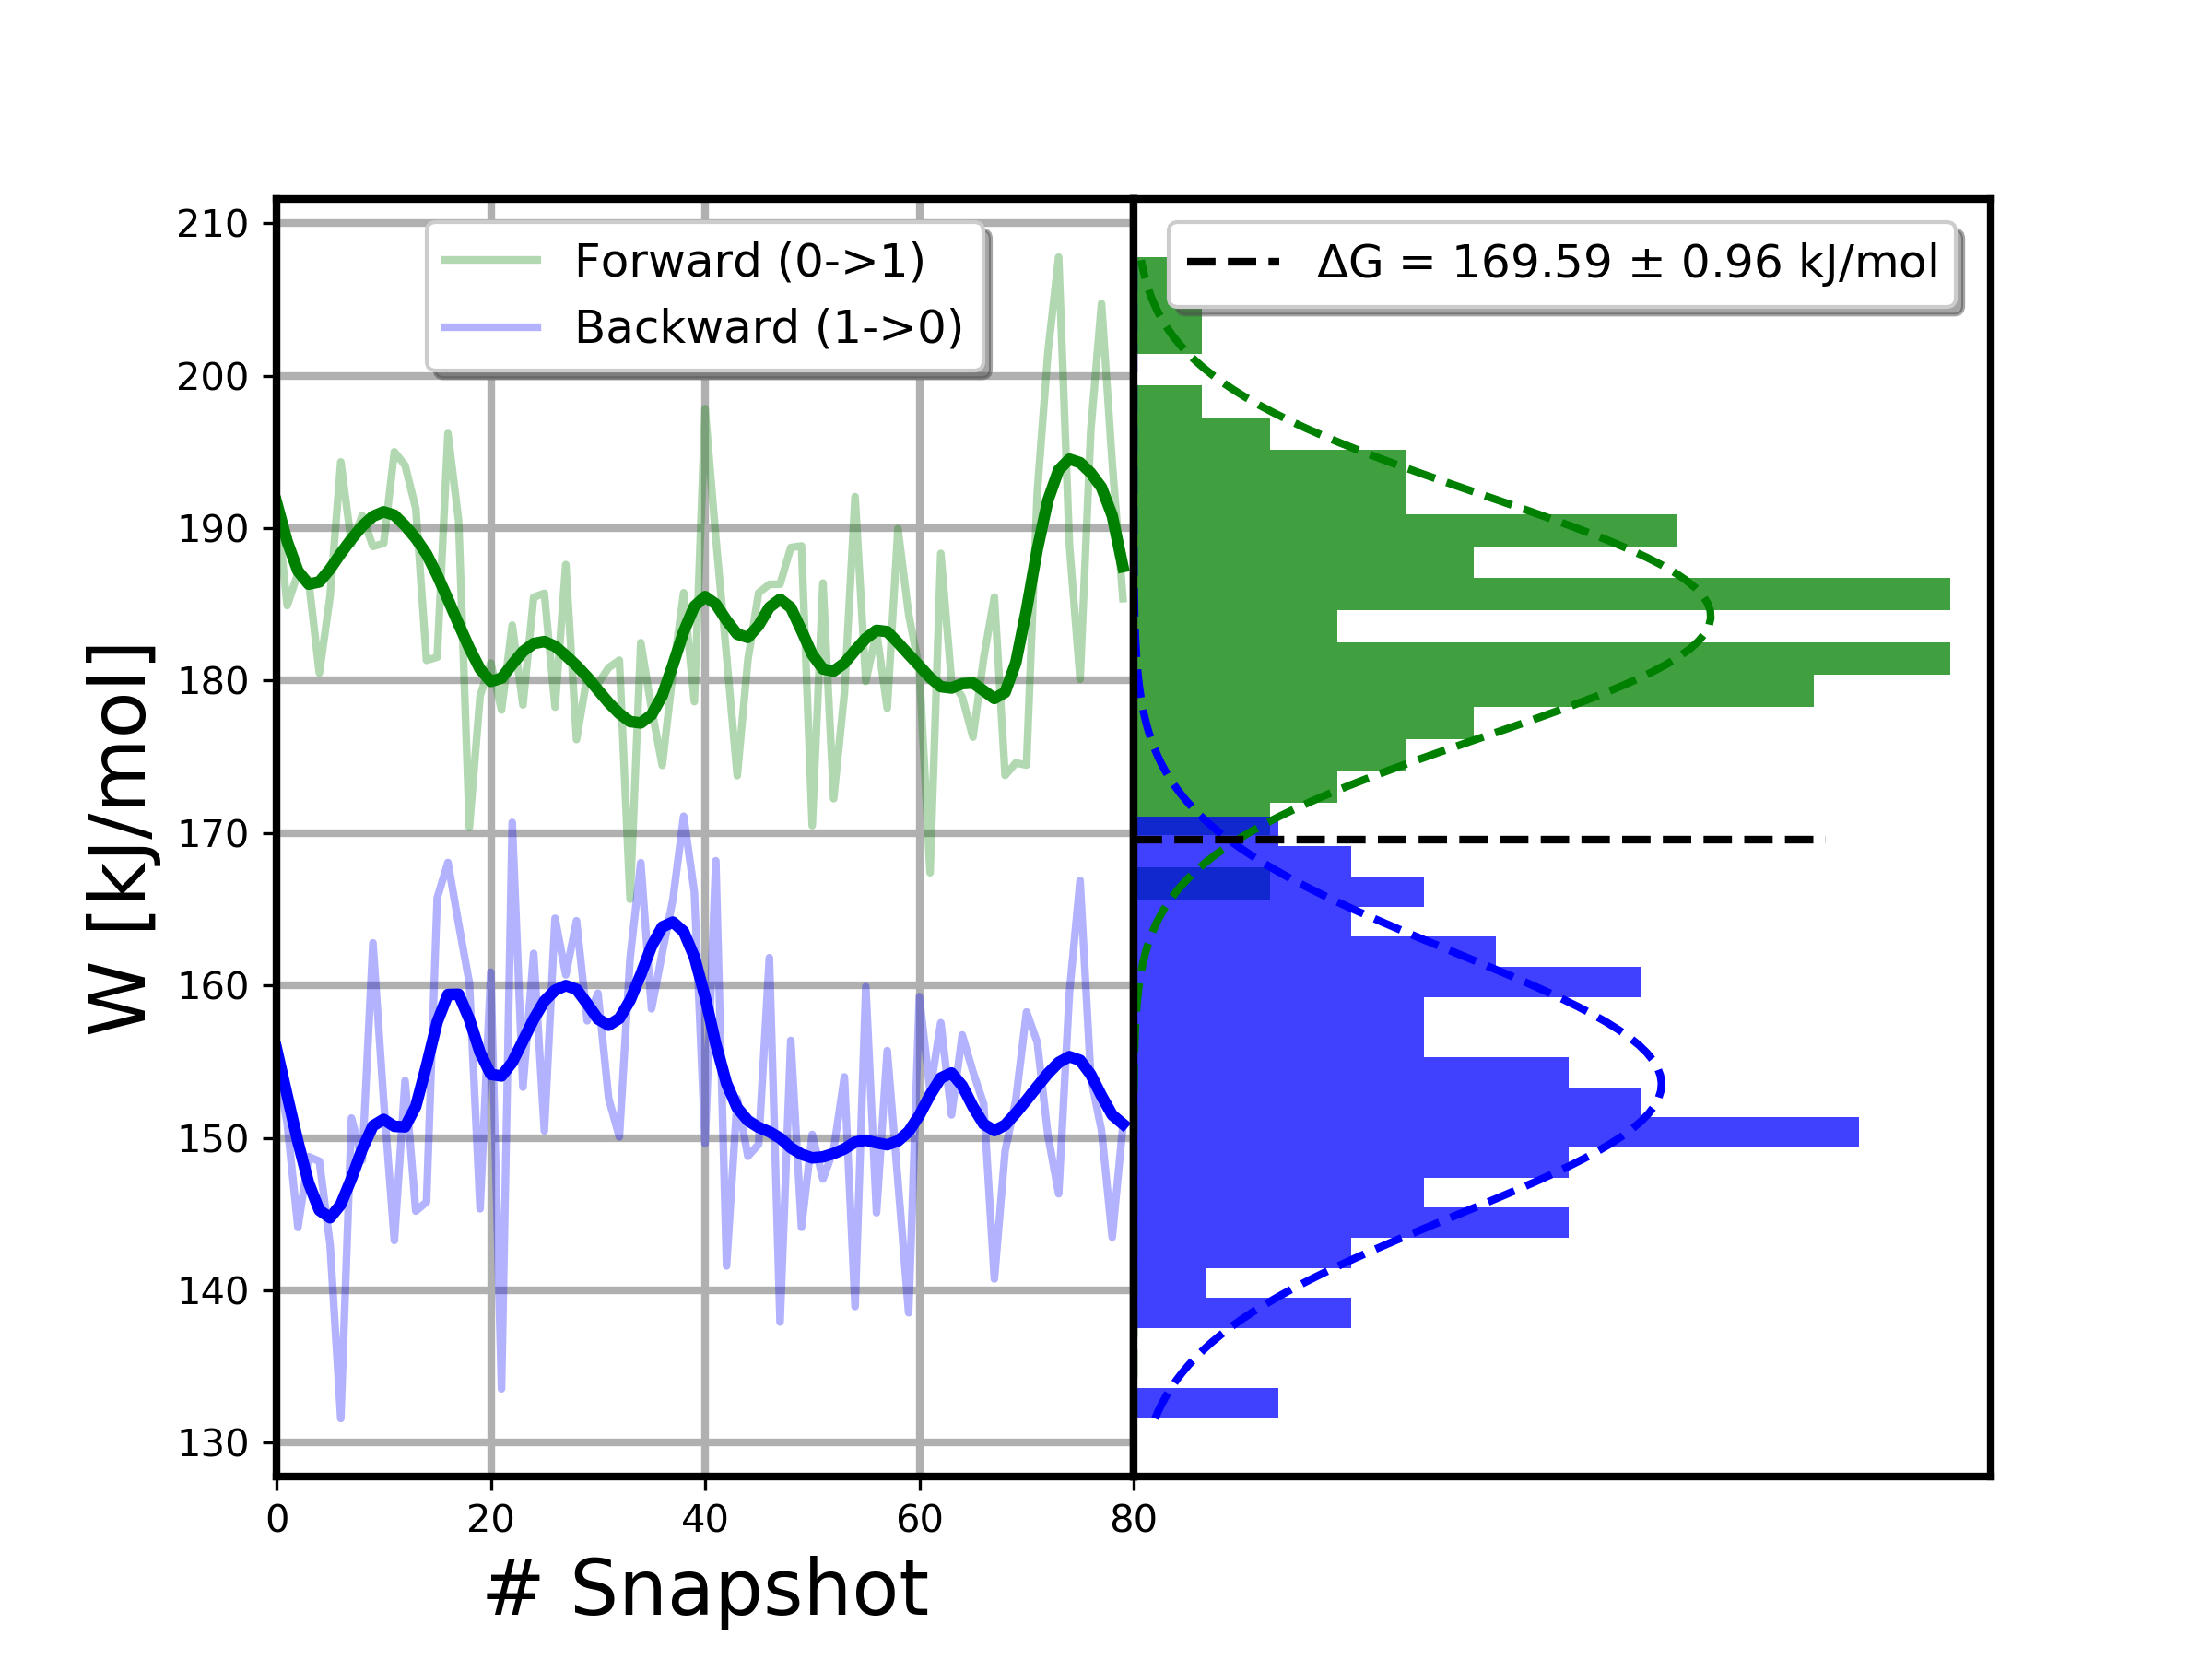 Forward (0->1)
Backward (1->0)
ΔG = 169.59 ± 0.96 kJ/mol
W [kJ/mol]
210
200
190
180
170
160
150
140
130
0 20 40 60 80
# Snapshot